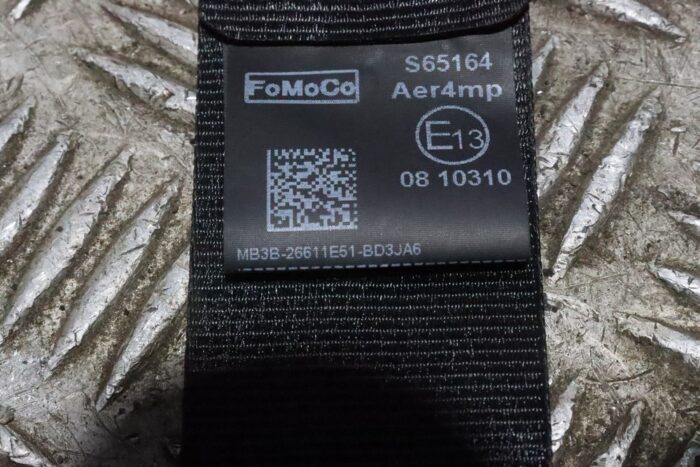 FoMoCo
S65164
Aer4mp
E13
08 10310
MB3B-26611E51-BD3JA6